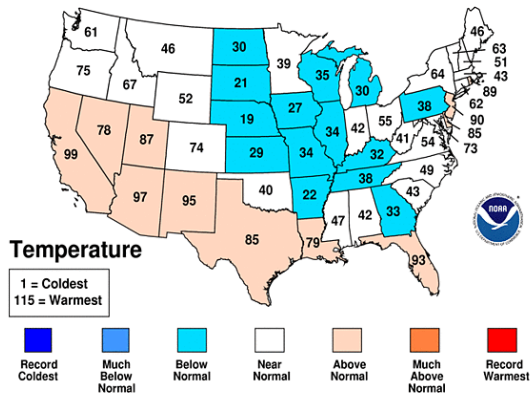 61
46
30
39
46
63
51
43
89
62
90
85
73
75
67
52
21
35
30
64
38
78
87
74
19
27
34
42
55
41
54
99
29
34
32
49
97
95
40
22
38
43
85
79
47
42
33
93
NOAA
Temperature
1 = Coldest
115 = Warmest
Record
Coldest
Much
Below
Normal
Below
Normal
Near
Normal
Above
Normal
Much
Above
Normal
Record
Warmest